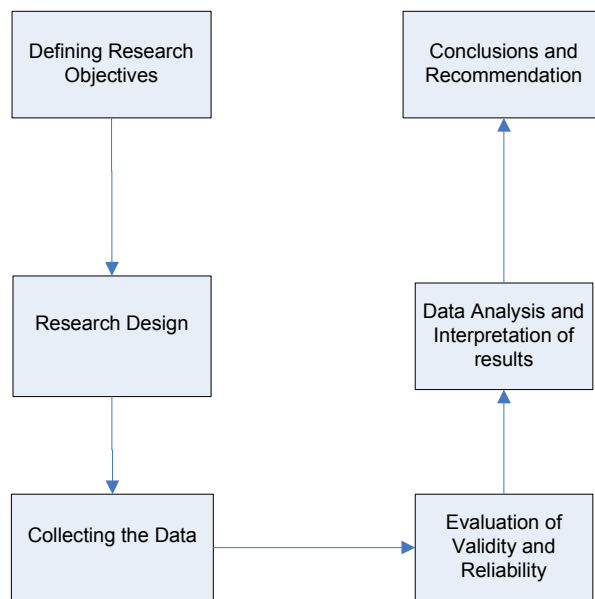 Defining Research
Objectives
Research Design
Collecting the Data
Evaluation of
Validity and
Reliability
Data Analysis and
Interpretation of
results
Conclusions and
Recommendation